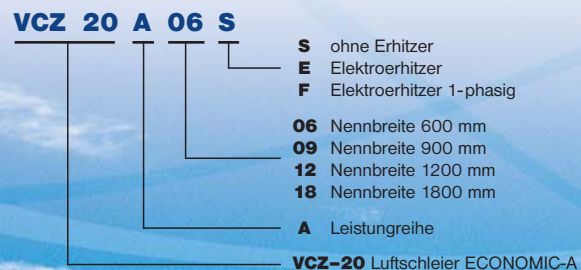 VCZ 20 A 06 S
S ohne Erhitzer
E Elektroerhitzer
F Elektroerhitzer 1-phasig
06 Nennbreite 600 mm
09 Nennbreite 900 mm
12 Nennbreite 1200 mm
18 Nennbreite 1800 mm
A Leistungreihe
VCZ-20 Luftschleier ECONOMIC-A